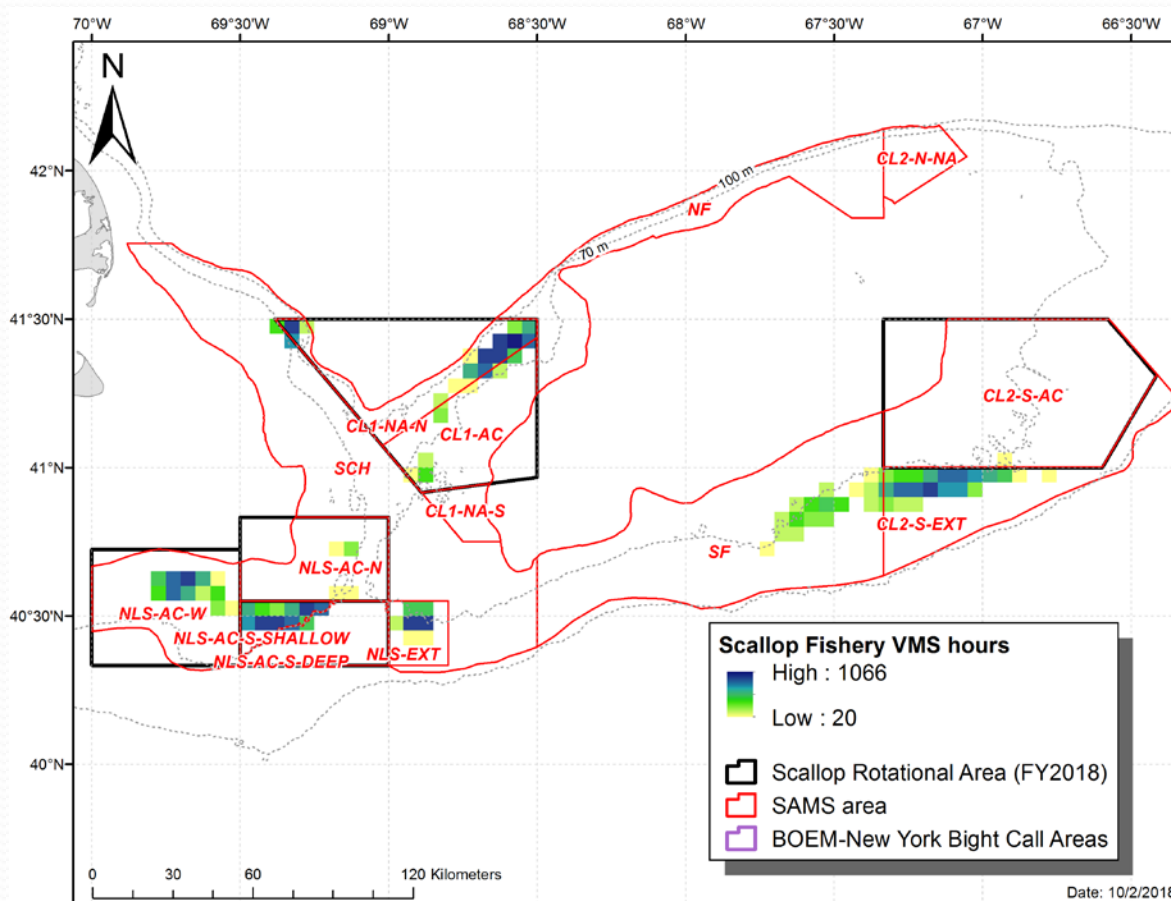 70°W 69°30'W 69°W 68°30'W 68°W 67°30'W 67°W 66°30'W
N
42°N
41°30'N
41°N
40°30'N
40°N
CL2-N-NA
100 m
NF
70 m
CL2-S-AC
CL1-NA-N
CL1-AC
SCH
CL1-NA-S
CL2-S-EXT
SF
NLS-AC-N
NLS-AC-W
NLS-AC-S-SHALLOW
NLS-AC-S-DEEP
NLS-EXT
Scallop Fishery VMS hours
High : 1066
Low : 20
Scallop Rotational Area (FY2018)
SAMS area
BOEM-New York Bight Call Areas
0 30 60 120 Kilometers
Date: 10/2/2018